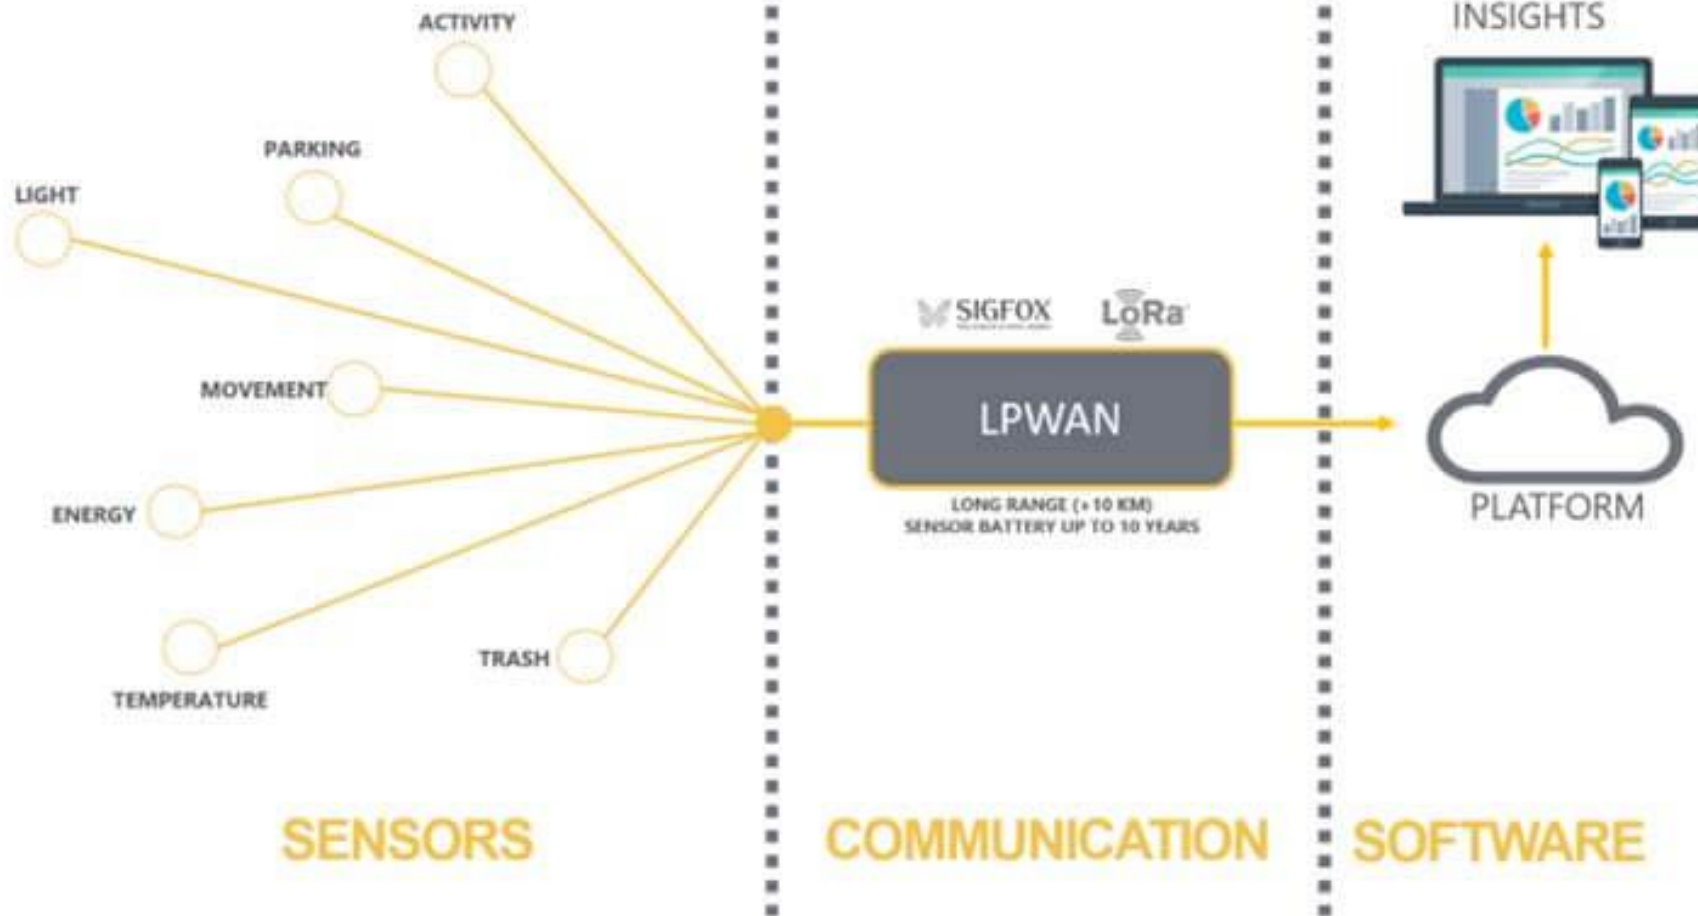 ACTIVITY
PARKING
LIGHT
MOVEMENT
ENERGY
TEMPERATURE
TRASH
SENSORS
SIGFOX
LoRa
LPWAN
LONG RANGE (+10 KM)
SENSOR BATTERY UP TO 10 YEARS
COMMUNICATION
INSIGHTS
PLATFORM
SOFTWARE